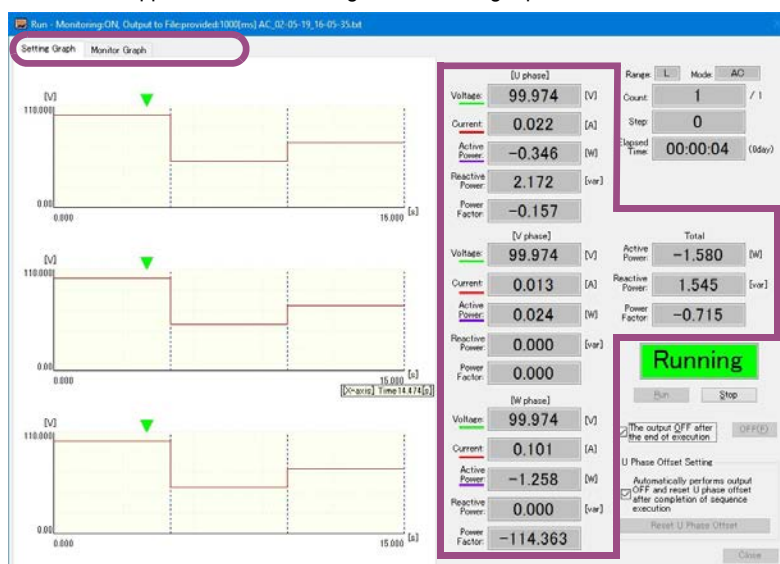 Run - Monitoring:ON, Output to File:provided:1000[ms] AC_02-05-19_16-05-35.txt
Setting Graph Monitor Graph
[V]
110.000
0.00
0.000 15.000 [s]
[V]
110.000
0.00
0.000 15.000 [s]
[X-axis] Time14.474[s]
[V]
110.000
0.00
0.000 15.000 [s]
[U phase]
Voltage: 99.974 [V]
Current: 0.022 [A]
Active Power: -0.346 [W]
Reactive Power: 2.172 [var]
Power Factor: -0.157
[V phase]
Voltage: 99.974 [V]
Current: 0.013 [A]
Active Power: 0.024 [W]
Reactive Power: 0.000 [var]
Power Factor: 0.000
[W phase]
Voltage: 99.974 [V]
Current: 0.101 [A]
Active Power: -1.258 [W]
Reactive Power: 0.000 [var]
Power Factor: -114.363
Range: L Mode: AC
Count: 1 / 1
Step: 0
Elapsed Time: 00:00:04 (0day)
Total
Active Power: -1.580 [W]
Reactive Power: 1.545 [var]
Power Factor: -0.715
Running
Run Stop
The output OFF after
the end of execution
OFF(F)
U Phase Offset Setting
Automatically performs output
OFF and reset U phase offset
after completion of sequence
execution
Reset U Phase Offset
Close